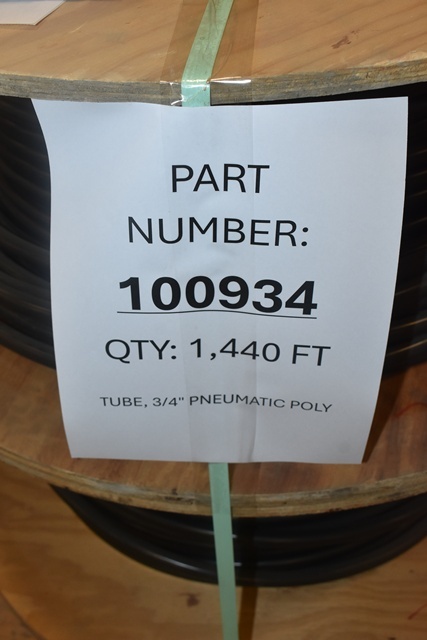 PART
NUMBER:
100934
QTY: 1,440 FT
TUBE, 3/4" PNEUMATIC POLY